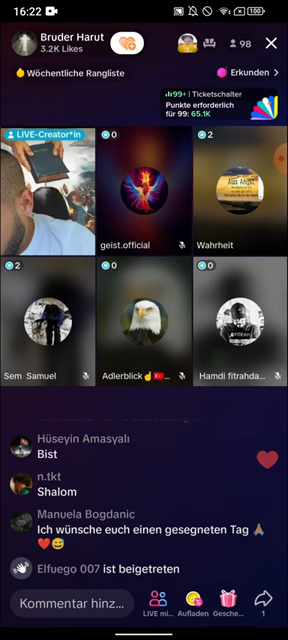 16:22
100
Bruder Harut
3.2K Likes
98
Wöchentliche Rangliste
Erkunden
99+ | Ticketschalter
Punkte erforderlich
für 99: 65.1K
LIVE-Creator*in
0
2
geist.official
Wahrheit
2
0
0
Sem Samuel
Adlerblick☝🇹🇷...
Hamdi fitrahda...
Hüseyin Amasyalı
Bist
n.tkt
Shalom
Manuela Bogdanic
Ich wünsche euch einen gesegneten Tag 🙏🏽
❤️😅
Elfuego 007 ist beigetreten
Kommentar hinz...
LIVE mi...
Aufladen
Gesche...
1